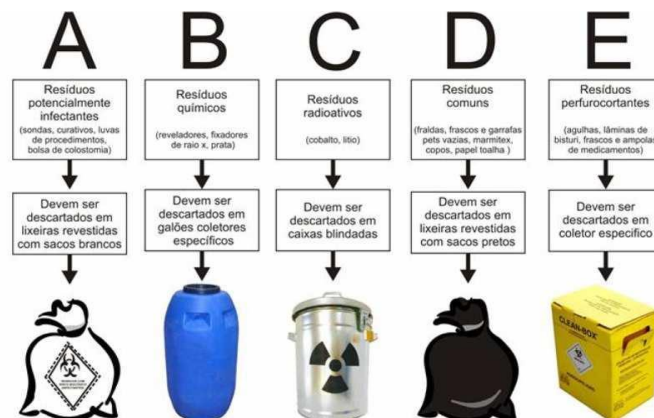 A
Resíduos
potencialmente
infectantes
(sondas, curativos, luvas
de procedimentos,
bolsa de colostomia)
Devem ser
descartados em
lixeiras revestidas
com sacos brancos
B
Resíduos
químicos
(reveladores, fixadores
de raio x, prata)
Devem ser
descartados em
galões coletores
específicos
C
Resíduos
radioativos
(cobalto, litio)
Devem ser
descartados em
caixas blindadas
D
Resíduos
comuns
(fraldas, frascos e garrafas
pets vazias, marmitex,
copos, papel toalha )
Devem ser
descartados em
lixeiras revestidas
com sacos pretos
E
Resíduos
perfurocortantes
(agulhas, lâminas de
bisturi, frascos e ampolas
de medicamentos)
Devem ser
descartados em
coletor especifico
CLEAN-BOX